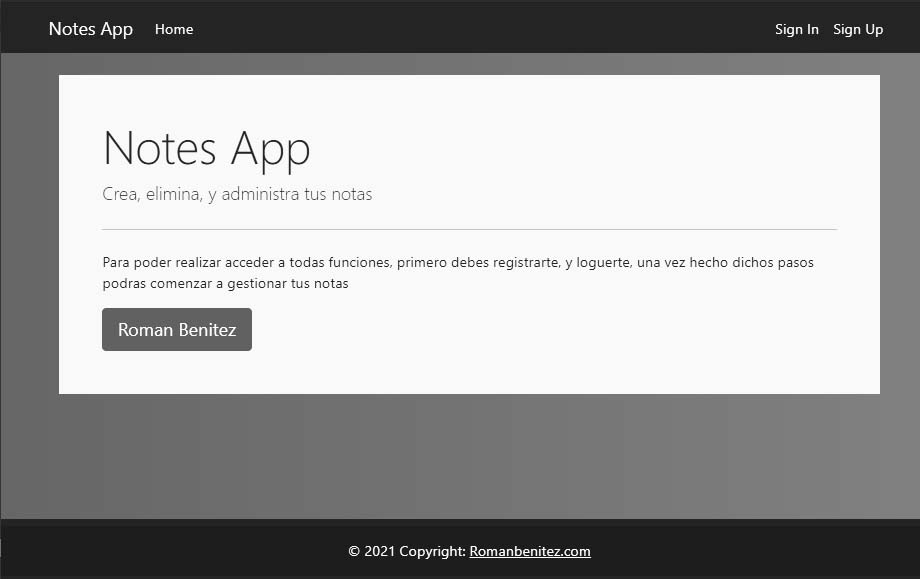 Notes App Home Sign In Sign Up
Notes App
Crea, elimina, y administra tus notas
Para poder realizar acceder a todas funciones, primero debes registrarte, y loguerte, una vez hecho dichos pasos
podras comenzar a gestionar tus notas
Roman Benitez
© 2021 Copyright: Romanbenitez.com